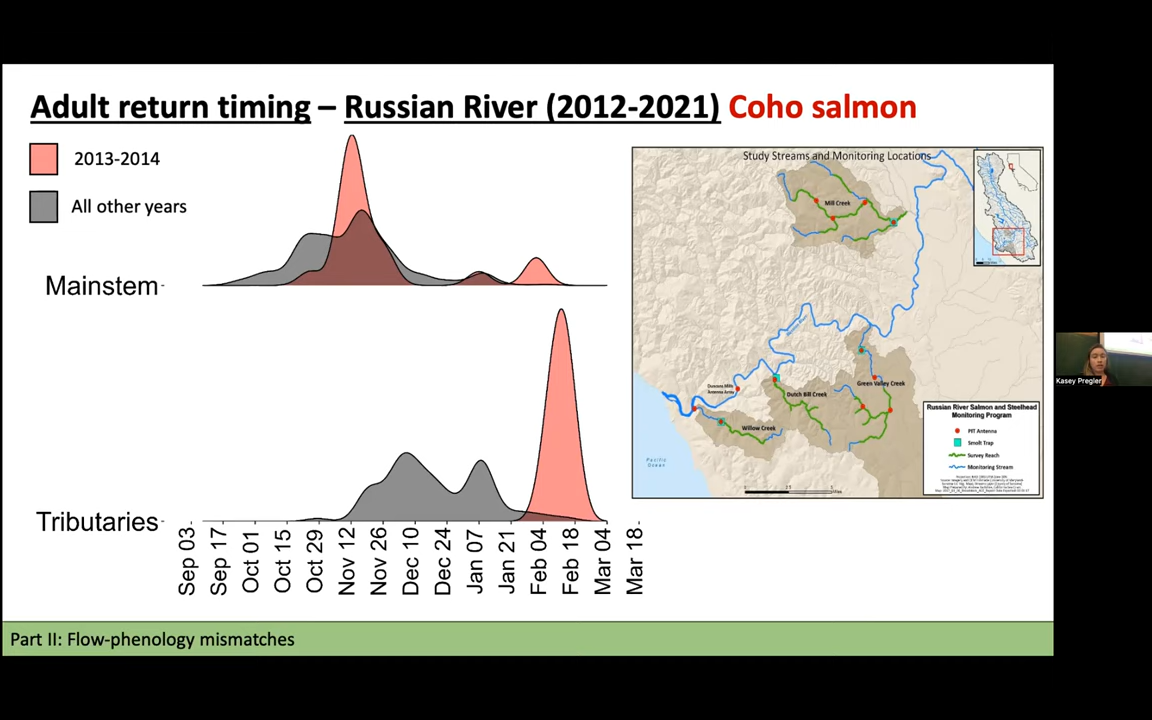 Adult return timing – Russian River (2012-2021) Coho salmon
2013-2014
All other years
Mainstem
Tributaries
Sep 03
Sep 17
Oct 01
Oct 15
Oct 29
Nov 12
Nov 26
Dec 10
Dec 24
Jan 07
Jan 21
Feb 04
Feb 18
Mar 04
Mar 18
Study Streams and Monitoring Locations
Mill Creek
Green Valley Creek
Dutch Bill Creek
Willow Creek
Pacific
Ocean
Russian River Salmon and Steelhead
Monitoring Program
PIT Antenna
Smolt Trap
Survey Reach
Monitoring Stream
Part II: Flow-phenology mismatches
Kasey Pregler